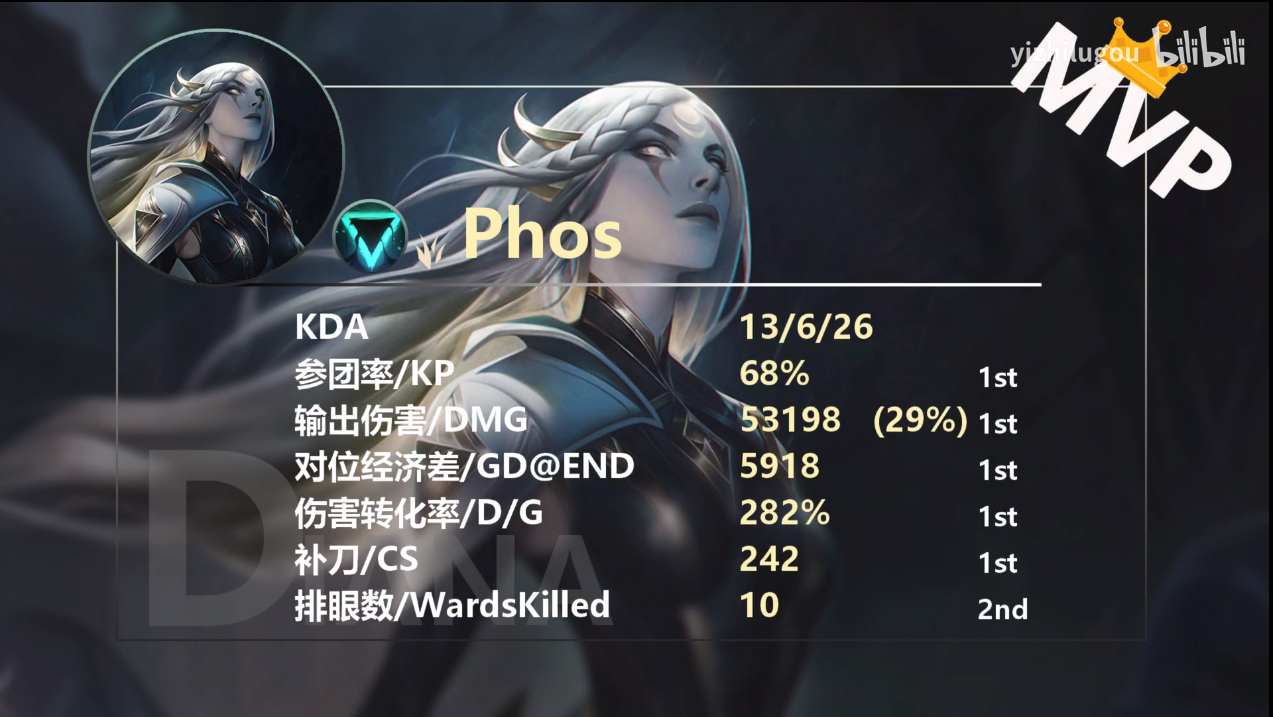 yizhilugou bilibili
MVP
Phos
KDA 13/6/26
参团率/KP 68% 1st
输出伤害/DMG 53198 (29%) 1st
对位经济差/GD@END 5918 1st
伤害转化率/D/G 282% 1st
补刀/CS 242 1st
排眼数/WardsKilled 10 2nd
DIANA